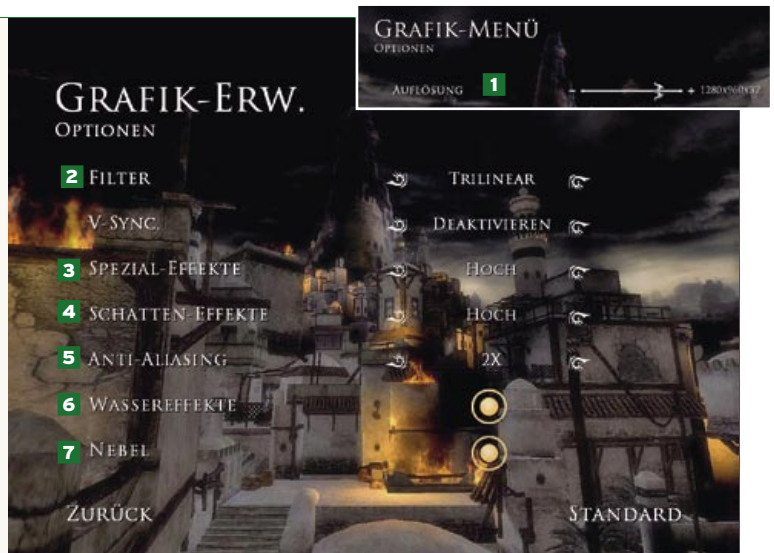 GRAFIK-MENÜ
OPTIONEN
AUFLÖSUNG 1 - + 1280X960X32
GRAFIK-ERW.
OPTIONEN
2 FILTER TRILINEAR
V-SYNC. DEAKTIVIEREN
3 SPEZIAL-EFFEKTE HOCH
4 SCHATTEN-EFFEKTE HOCH
5 ANTI-ALIASING 2X
6 WASSEREFFEKTE
7 NEBEL
ZURÜCK STANDARD